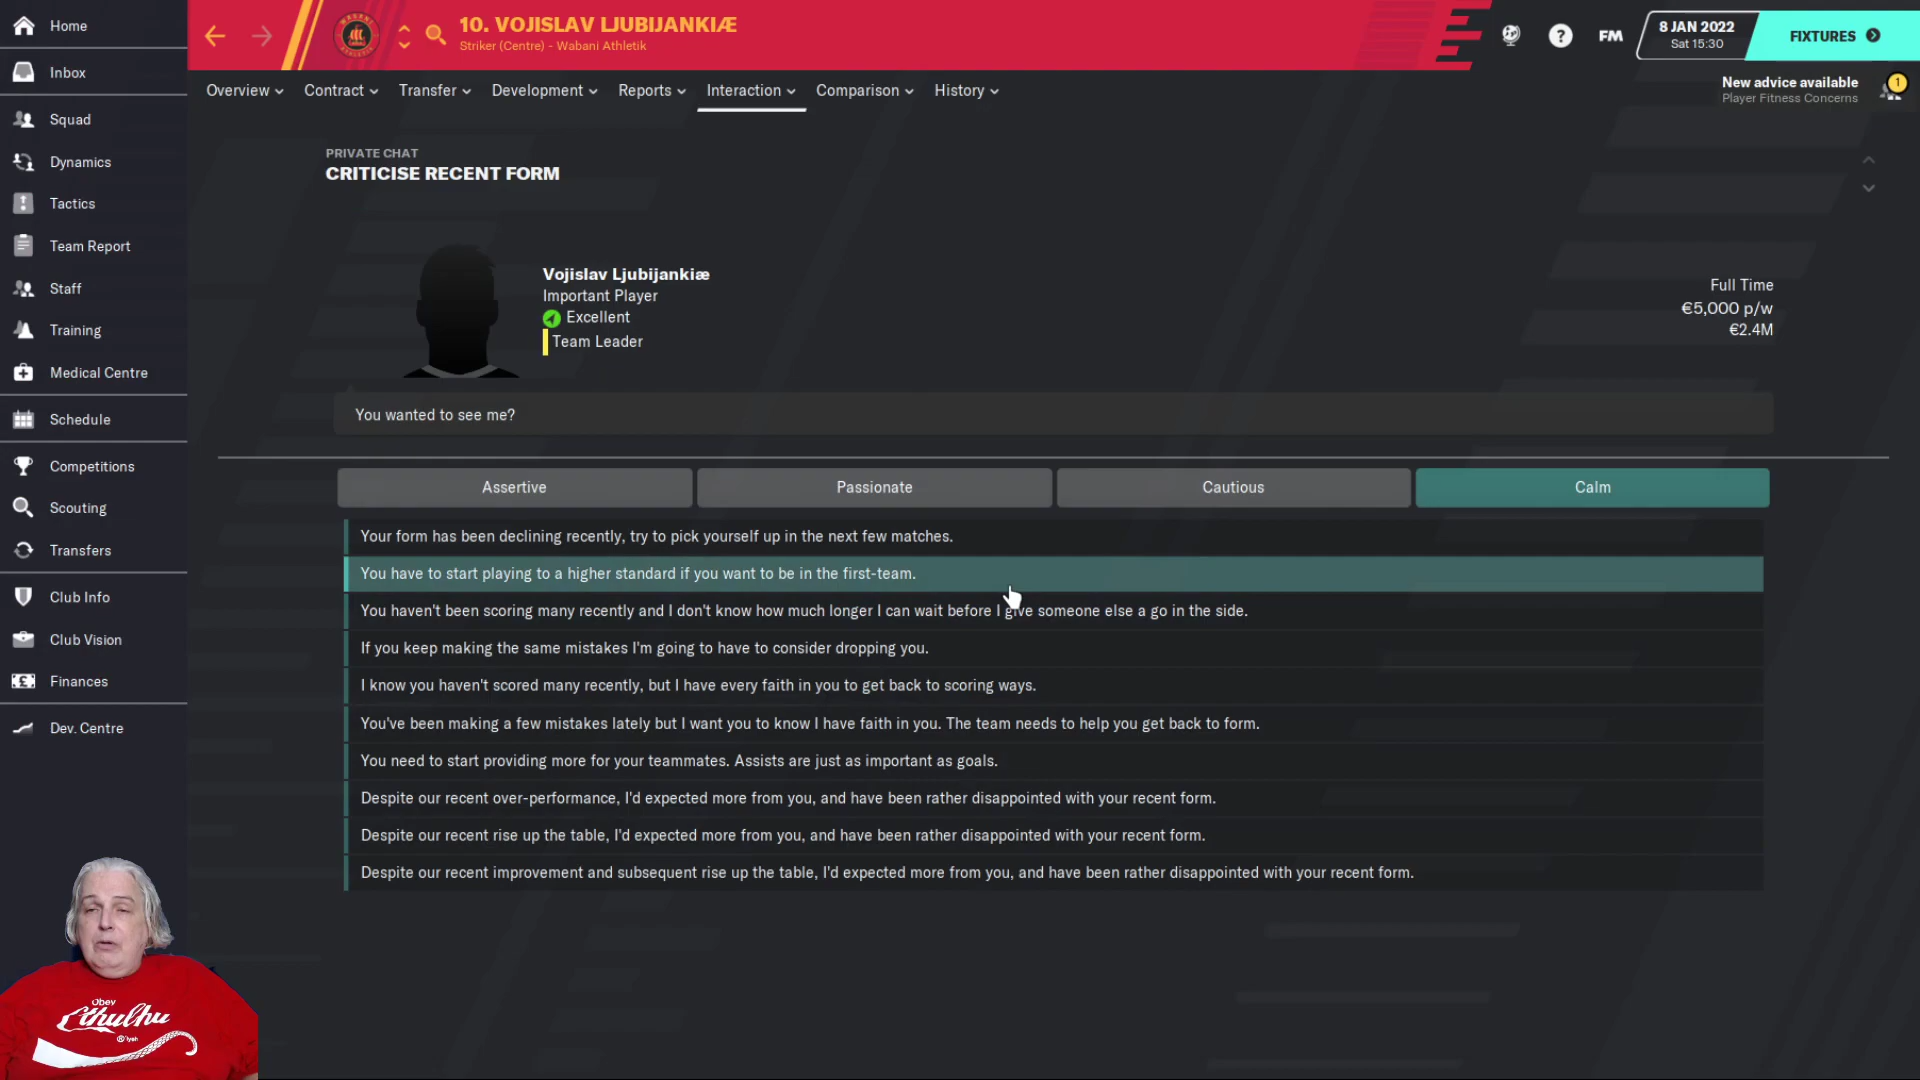 Home
Inbox
Squad
Dynamics
Tactics
Team Report
Staff
Training
Medical Centre
Schedule
Competitions
Scouting
Transfers
Club Info
Club Vision
Finances
Dev. Centre
10. VOJISLAV LJUBIJANKIÆ
Striker (Centre) - Wabani Athletik
FM
8 JAN 2022
Sat 15:30
FIXTURES
Overview
Contract
Transfer
Development
Reports
Interaction
Comparison
History
New advice available
Player Fitness Concerns
1
PRIVATE CHAT
CRITICISE RECENT FORM
Vojislav Ljubijankiæ
Important Player
Excellent
Team Leader
Full Time
€5,000 p/w
€2.4M
You wanted to see me?
Assertive
Passionate
Cautious
Calm
Your form has been declining recently, try to pick yourself up in the next few matches.
You have to start playing to a higher standard if you want to be in the first-team.
You haven't been scoring many recently and I don't know how much longer I can wait before I give someone else a go in the side.
If you keep making the same mistakes I'm going to have to consider dropping you.
I know you haven't scored many recently, but I have every faith in you to get back to scoring ways.
You've been making a few mistakes lately but I want you to know I have faith in you. The team needs to help you get back to form.
You need to start providing more for your teammates. Assists are just as important as goals.
Despite our recent over-performance, I'd expected more from you, and have been rather disappointed with your recent form.
Despite our recent rise up the table, I'd expected more from you, and have been rather disappointed with your recent form.
Despite our recent improvement and subsequent rise up the table, I'd expected more from you, and have been rather disappointed with your recent form.
Obey
Cthulhu